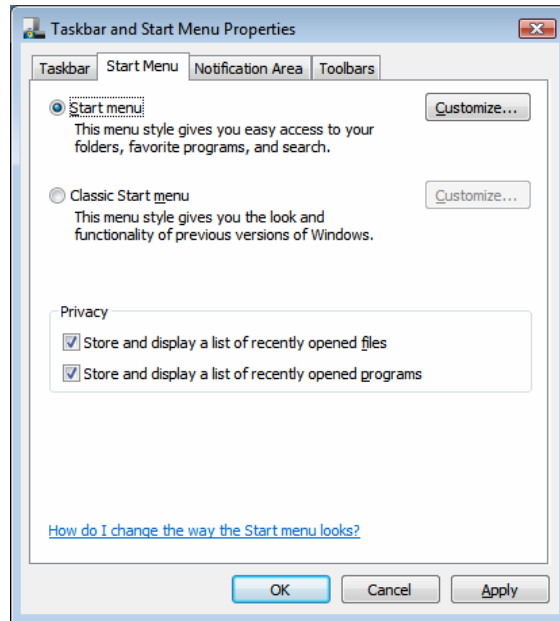 Taskbar and Start Menu Properties
Taskbar Start Menu Notification Area Toolbars
Start menu Customize...
This menu style gives you easy access to your
folders, favorite programs, and search.
Classic Start menu Customize...
This menu style gives you the look and
functionality of previous versions of Windows.
Privacy
Store and display a list of recently opened files
Store and display a list of recently opened programs
How do I change the way the Start menu looks?
OK Cancel Apply